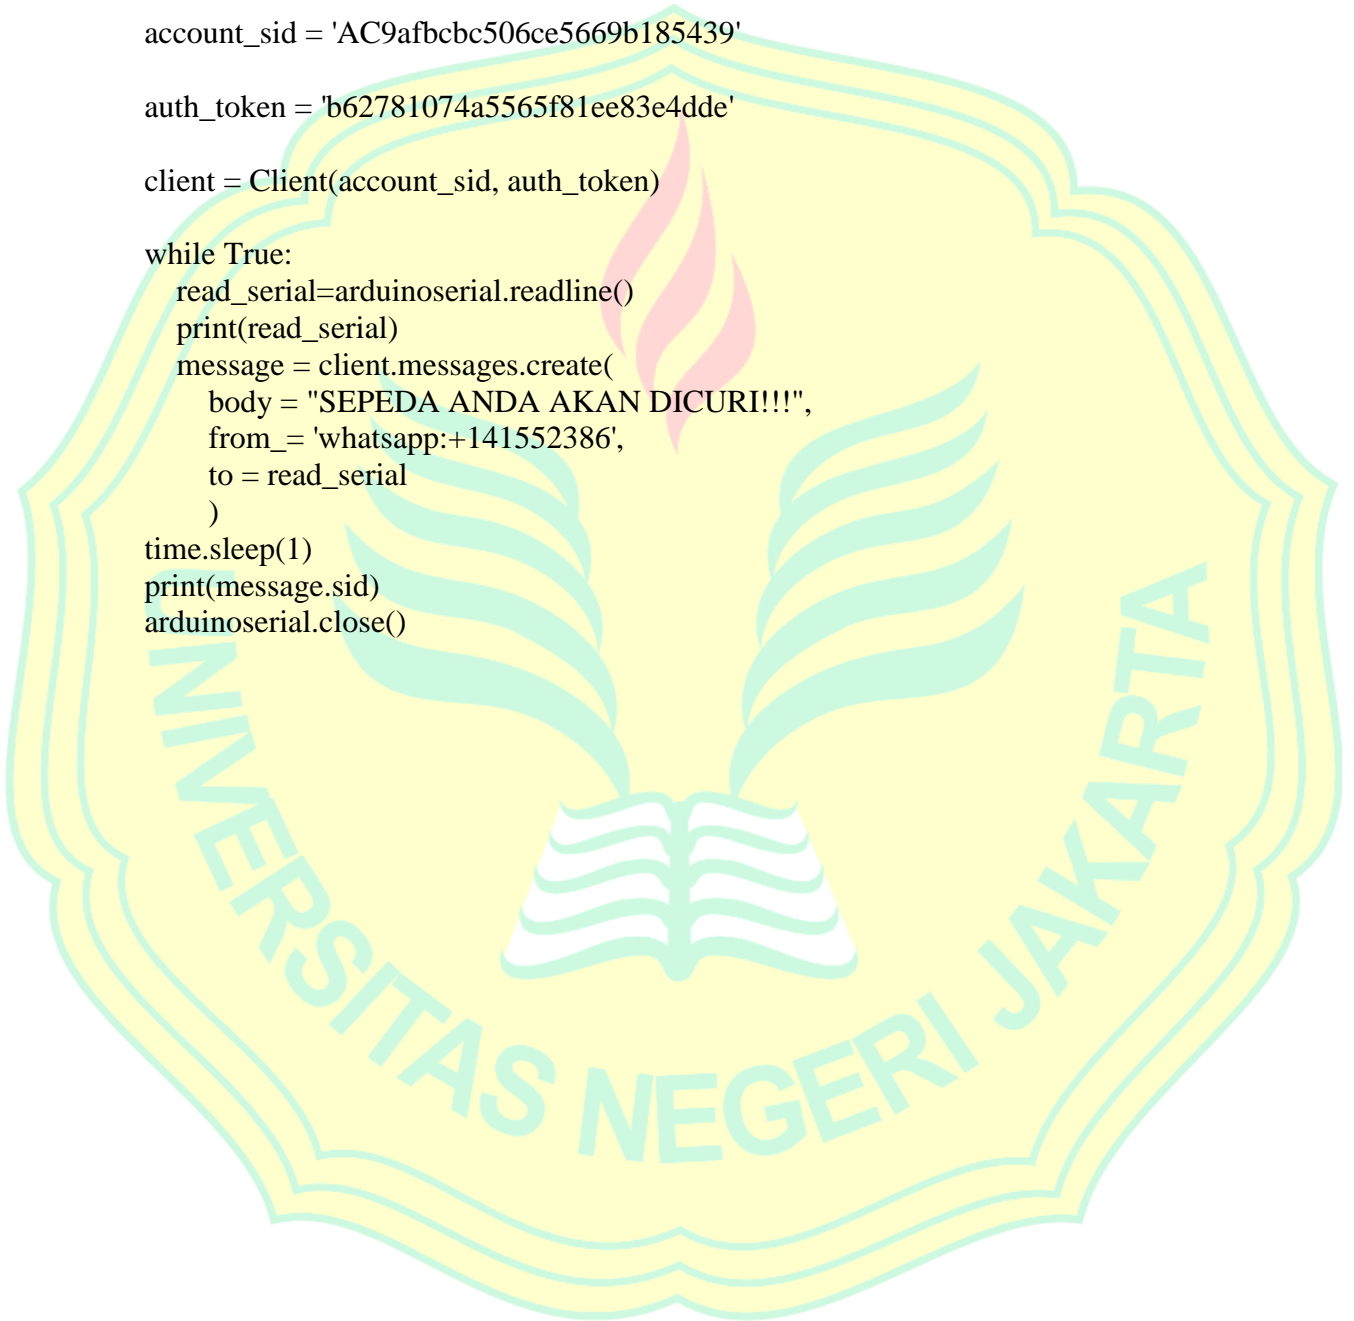 account_sid = 'AC9afbcbc506ce5669b185439'
auth_token = 'b62781074a5565f81ee83e4dde'
client = Client(account_sid, auth_token)
while True:
read_serial=arduinoserial.readline()
print(read_serial)
message = client.messages.create(
body = "SEPEDA ANDA AKAN DICURI!!!",
from_= 'whatsapp:+141552386',
to = read_serial
)
time.sleep(1)
print(message.sid)
arduinoserial.close()
UNIVERSITAS NEGERI JAKARTA